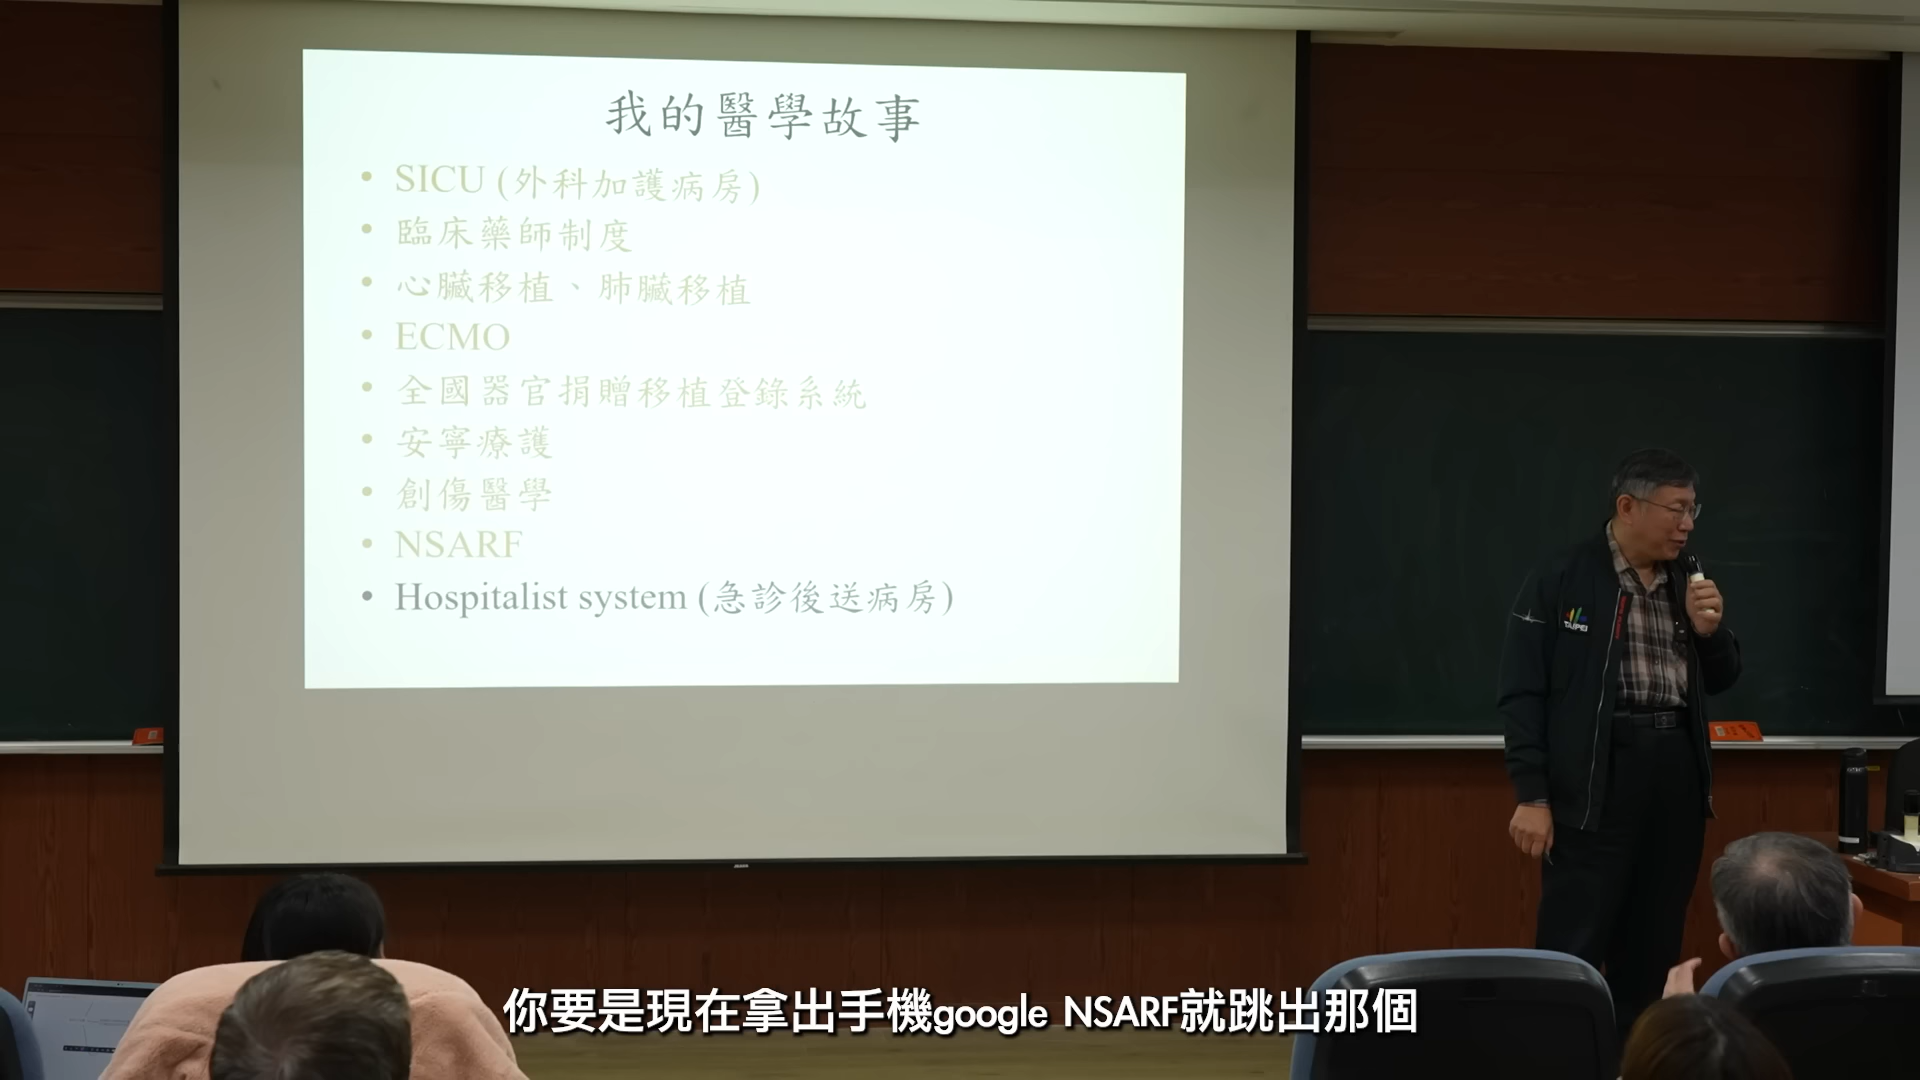 我的醫學故事
• SICU (外科加護病房)
• 臨床藥師制度
• 心臟移植、肺臟移植
• ECMO
• 全國器官捐贈移植登錄系統
• 安寧療護
• 創傷醫學
• NSARF
• Hospitalist system (急診後送病房)
TAIPEI
你要是現在拿出手機google NSARF就跳出那個